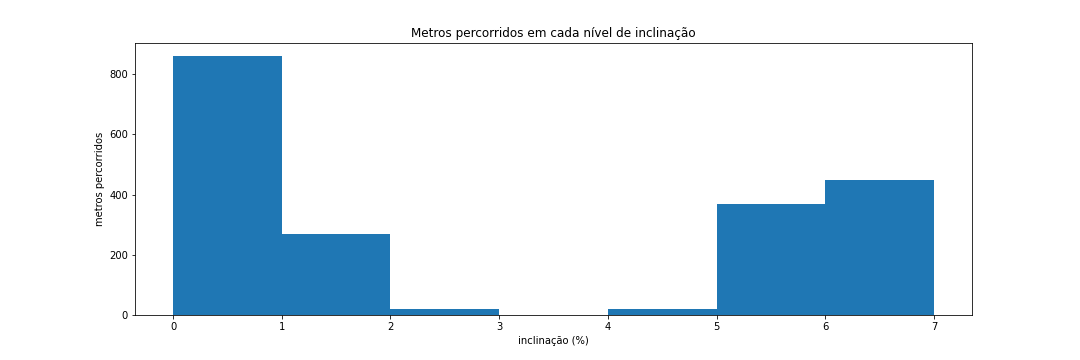 Metros percorridos em cada nível de inclinação
metros percorridos
800
600
400
200
0
0 1 2 3 4 5 6 7
inclinação (%)